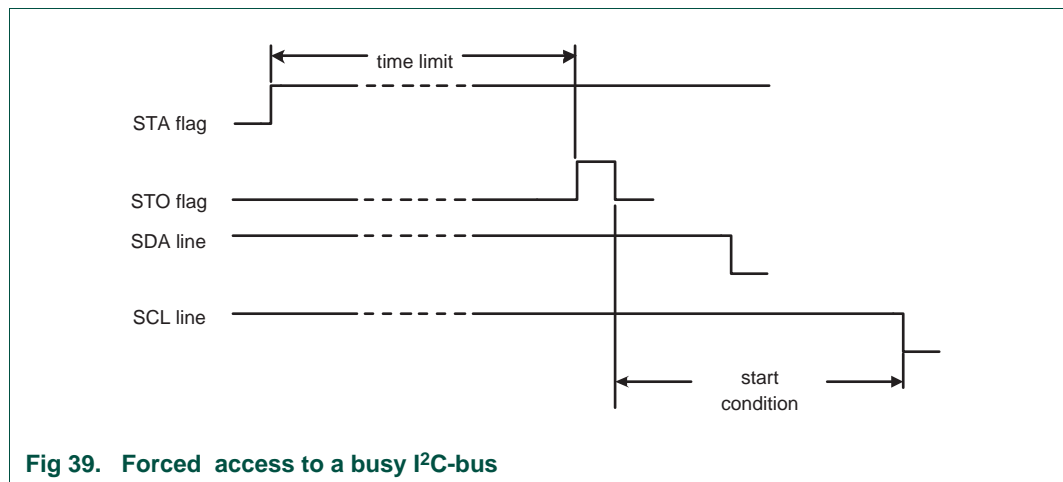 time limit
STA flag
STO flag
SDA line
SCL line
start
condition
Fig 39. Forced access to a busy I²C-bus